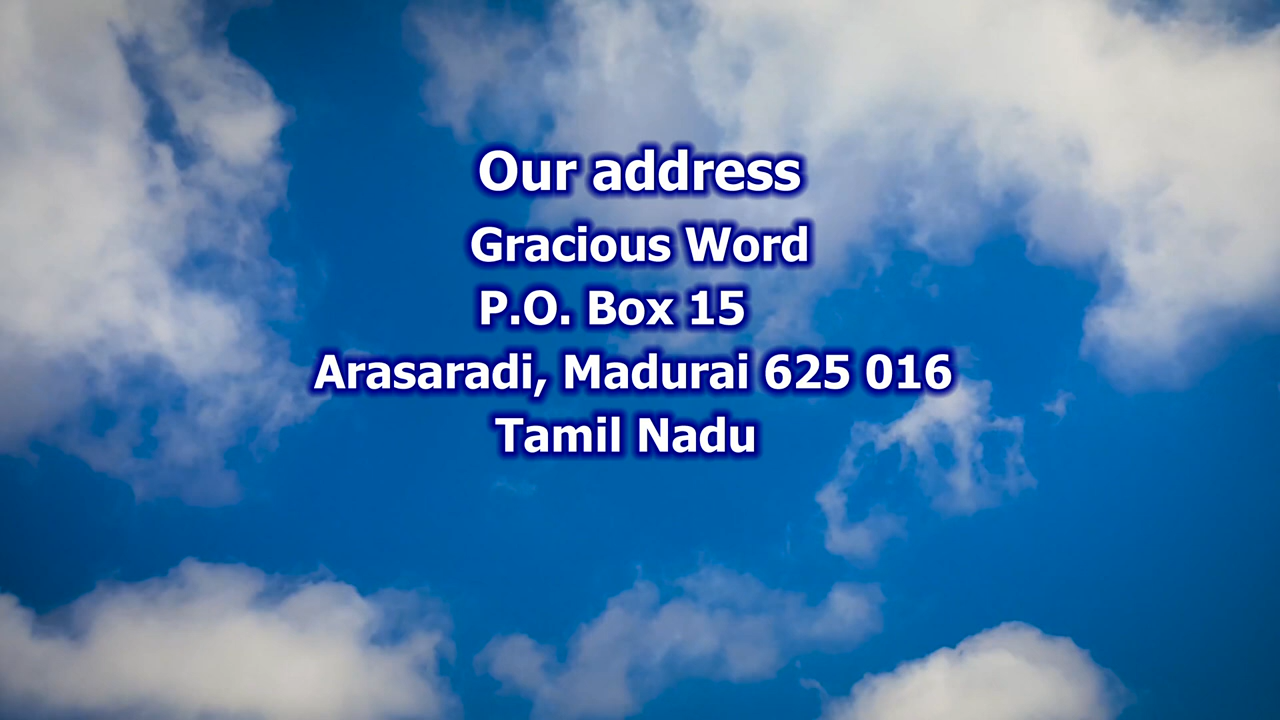 Our address
Gracious Word
P.O. Box 15
Arasaradi, Madurai 625 016
Tamil Nadu